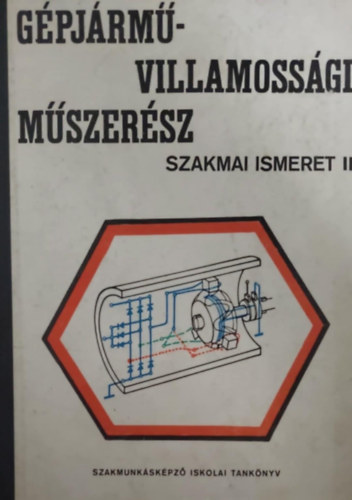 GÉPJÁRMŰ-
VILLAMOSSÁGI
MŰSZERÉSZ
SZAKMAI ISMERET II
SZAKMUNKÁSKÉPZŐ ISKOLAI TANKÖNYV